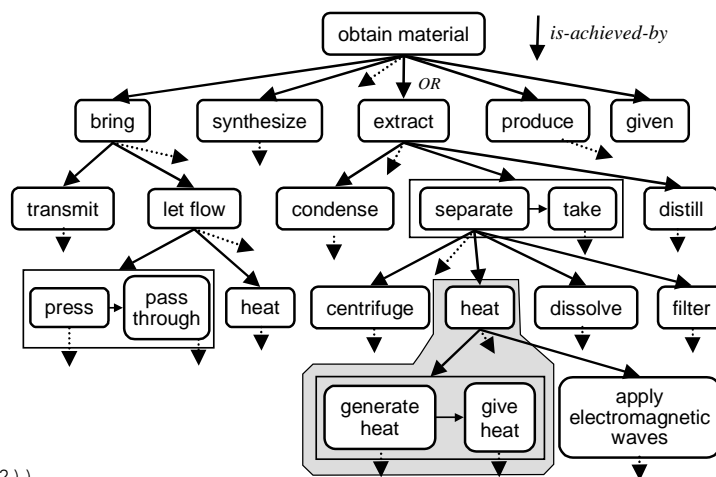 obtain material
is-achieved-by
OR
bring
synthesize
extract
produce
given
transmit
let flow
condense
separate
take
distill
press
pass
through
heat
centrifuge
heat
dissolve
filter
generate
heat
give
heat
apply
electromagnetic
waves
2 ) )